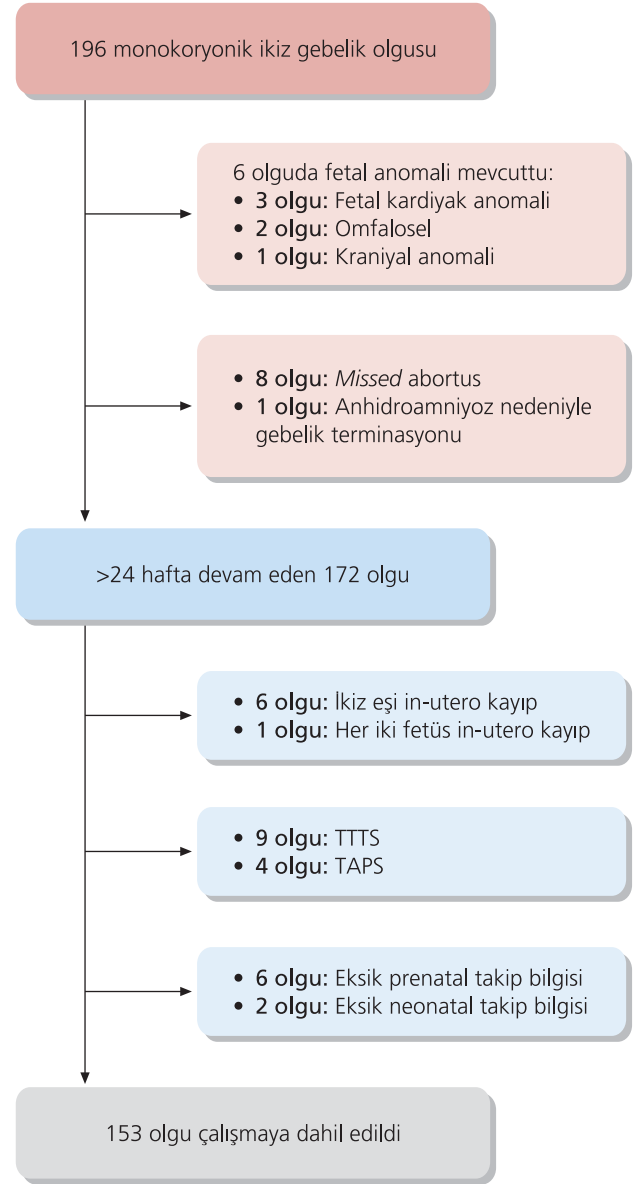 196 monokoryonik ikiz gebelik olgusu
6 olguda fetal anomali mevcuttu:
• 3 olgu: Fetal kardiyak anomali
• 2 olgu: Omfalosel
• 1 olgu: Kraniyal anomali
• 8 olgu: Missed abortus
• 1 olgu: Anhidroamniyoz nedeniyle
gebelik terminasyonu
>24 hafta devam eden 172 olgu
• 6 olgu: İkiz eşi in-utero kayıp
• 1 olgu: Her iki fetüs in-utero kayıp
• 9 olgu: TTTS
• 4 olgu: TAPS
• 6 olgu: Eksik prenatal takip bilgisi
• 2 olgu: Eksik neonatal takip bilgisi
153 olgu çalışmaya dahil edildi